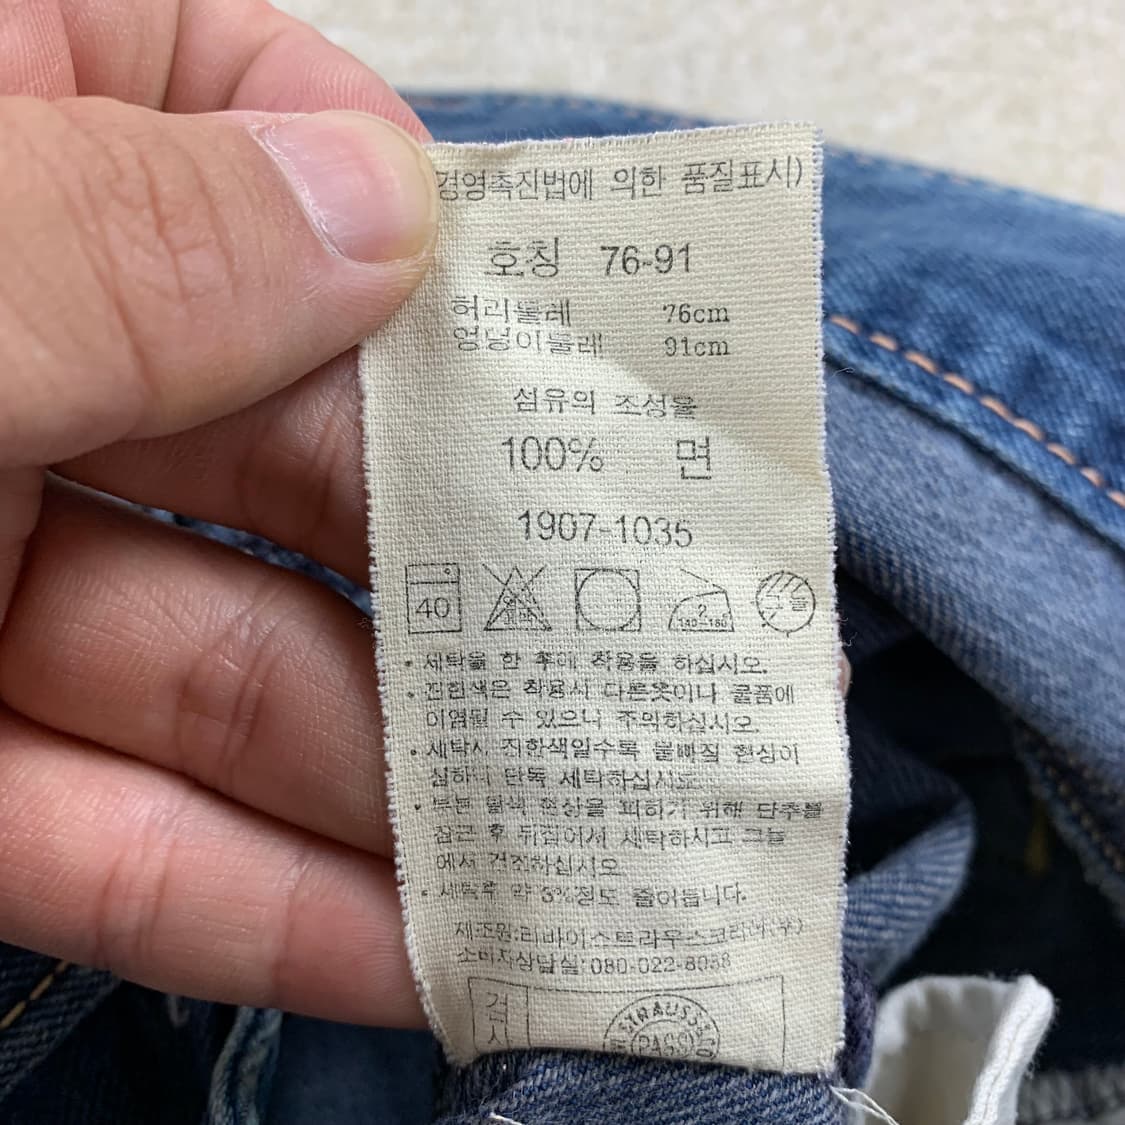 경영촉진법에 의한 품질표시)
호칭 76-91
허리둘레 76cm
엉덩이둘레 91cm
섬유의 조성율
100% 면
1907-1035
40
2
140-160
· 세탁을 한 후에 착용을 하십시오.
· 진한색은 착용시 다른옷이나 물품에
이염될 수 있으니 주의하십시오.
· 세탁시 진한색일수록 물빠짐 현상이
심하니 단독 세탁하십시오.
· 부분 탈색 현상을 피하기 위해 단추를
잠근 후 뒤집어서 세탁하시고 그늘
에서 건조하십시오.
· 세탁후 약 3%정도 줄어듭니다.
제조원:리바이스트라우스코리아(주)
소비자상담실:080-022-
STRAUSS
PASS